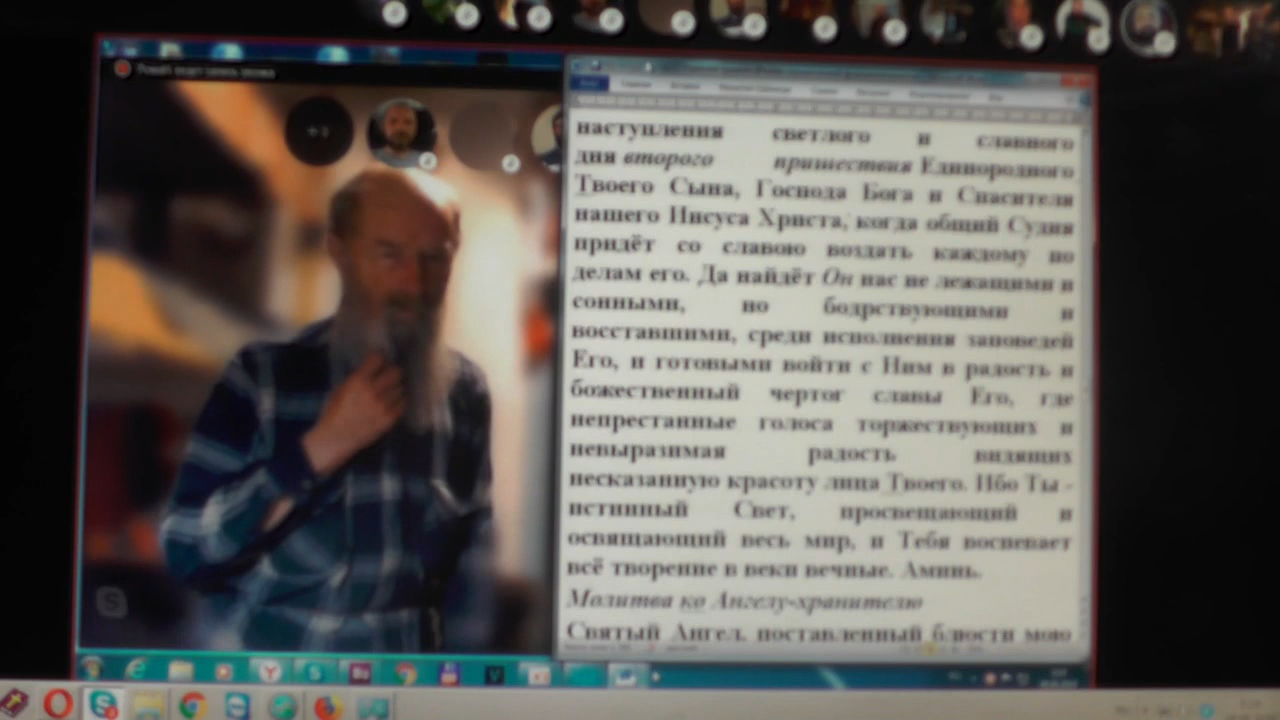 +3
наступления светлого и славного
дня второго пришествия Единородного
Твоего Сына, Господа Бога и Спасителя
нашего Иисуса Христа, когда общий Судия
придёт со славою воздать каждому по
делам его. Да найдёт Он нас не лежащими и
сонными, но бодрствующими и
восставшими, среди исполнения заповедей
Его, и готовыми войти с Ним в радость и
божественный чертог славы Его, где
непрестанные голоса торжествующих и
невыразимая радость видящих
несказанную красоту лица Твоего. Ибо Ты -
истинный Свет, просвещающий и
освящающий весь мир, и Тебя воспевает
всё творение в веки вечные. Аминь.
Молитва ко Ангелу-хранителю
Святый Ангел, поставленный блюсти мою